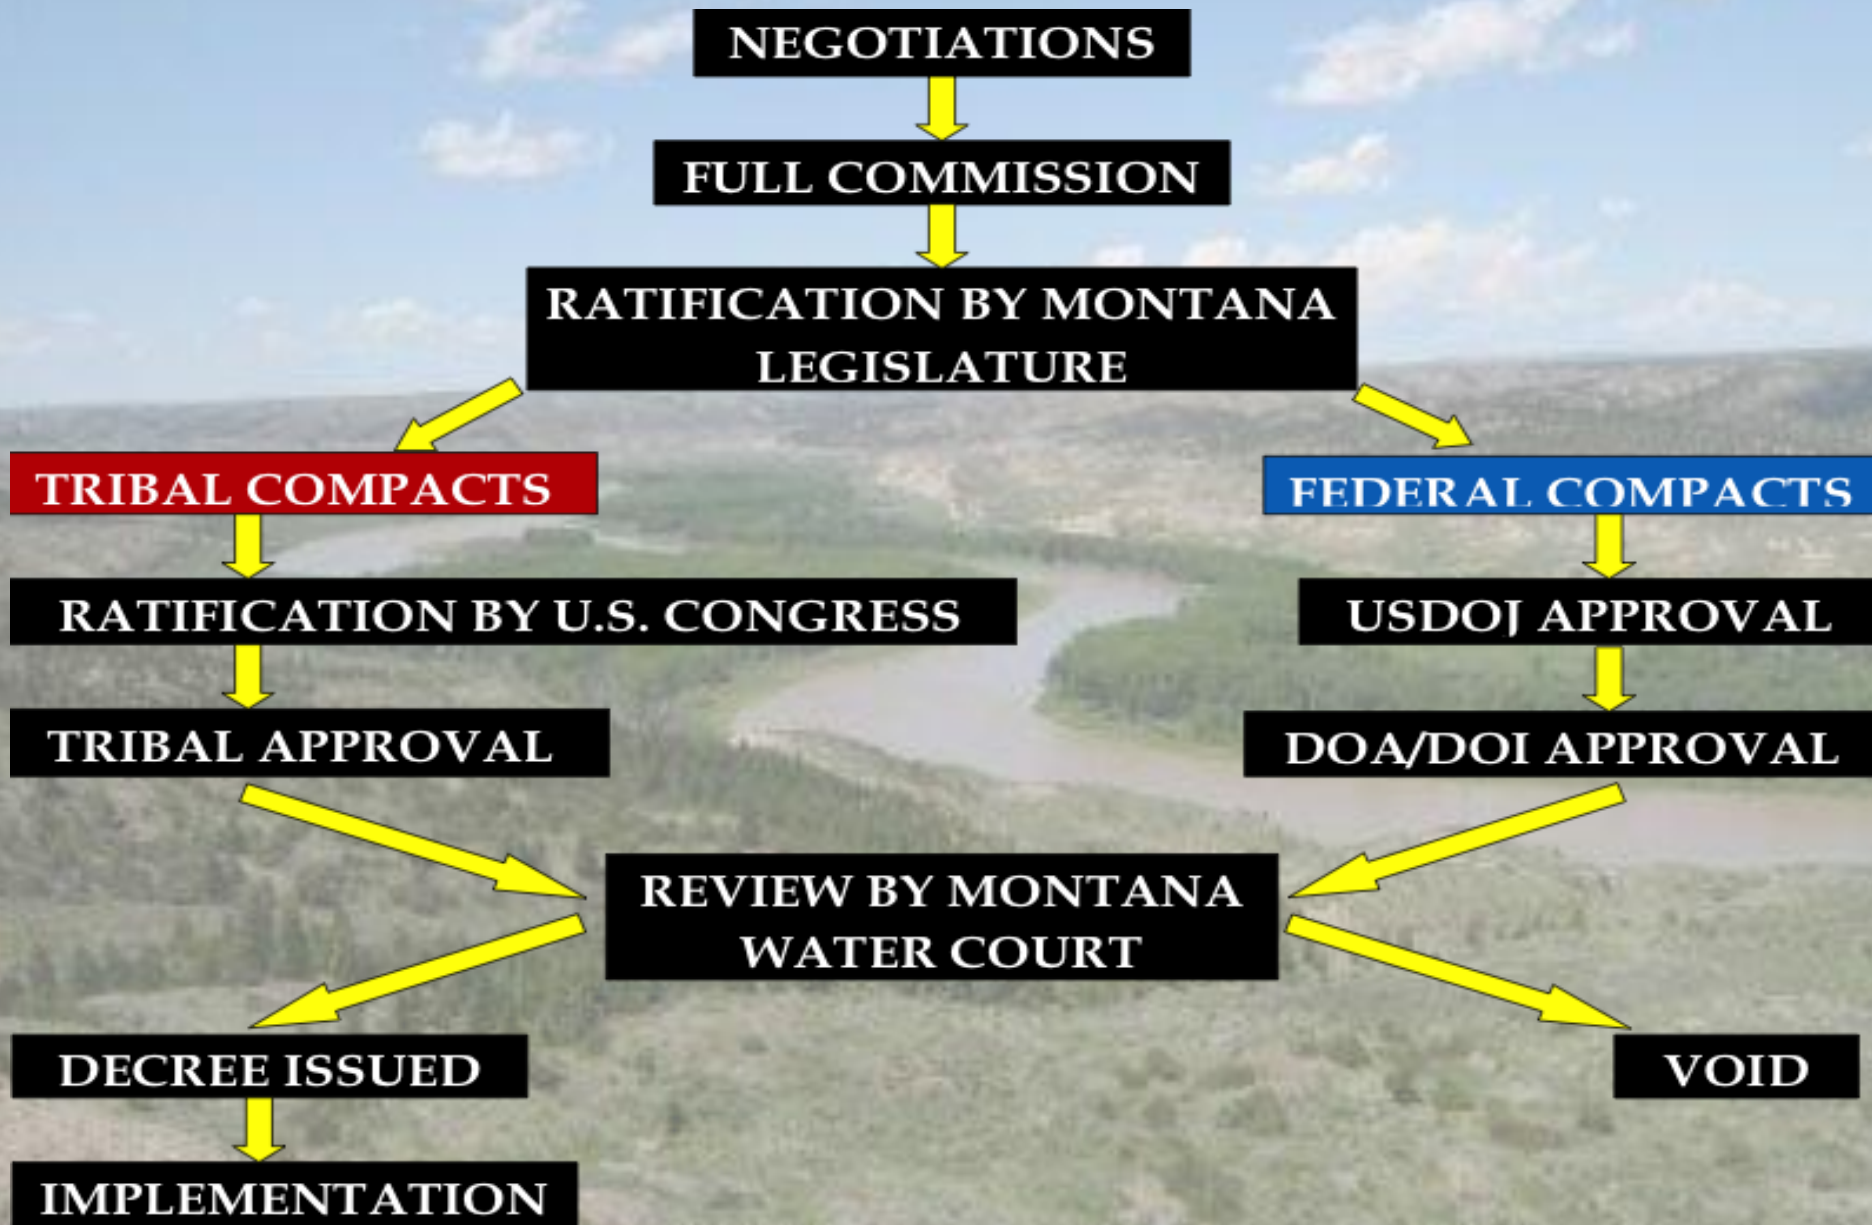 NEGOTIATIONS
FULL COMMISSION
RATIFICATION BY MONTANA
LEGISLATURE
TRIBAL COMPACTS
FEDERAL COMPACTS
RATIFICATION BY U.S. CONGRESS
USDOJ APPROVAL
TRIBAL APPROVAL
DOA/DOI APPROVAL
REVIEW BY MONTANA
WATER COURT
DECREE ISSUED
VOID
IMPLEMENTATION